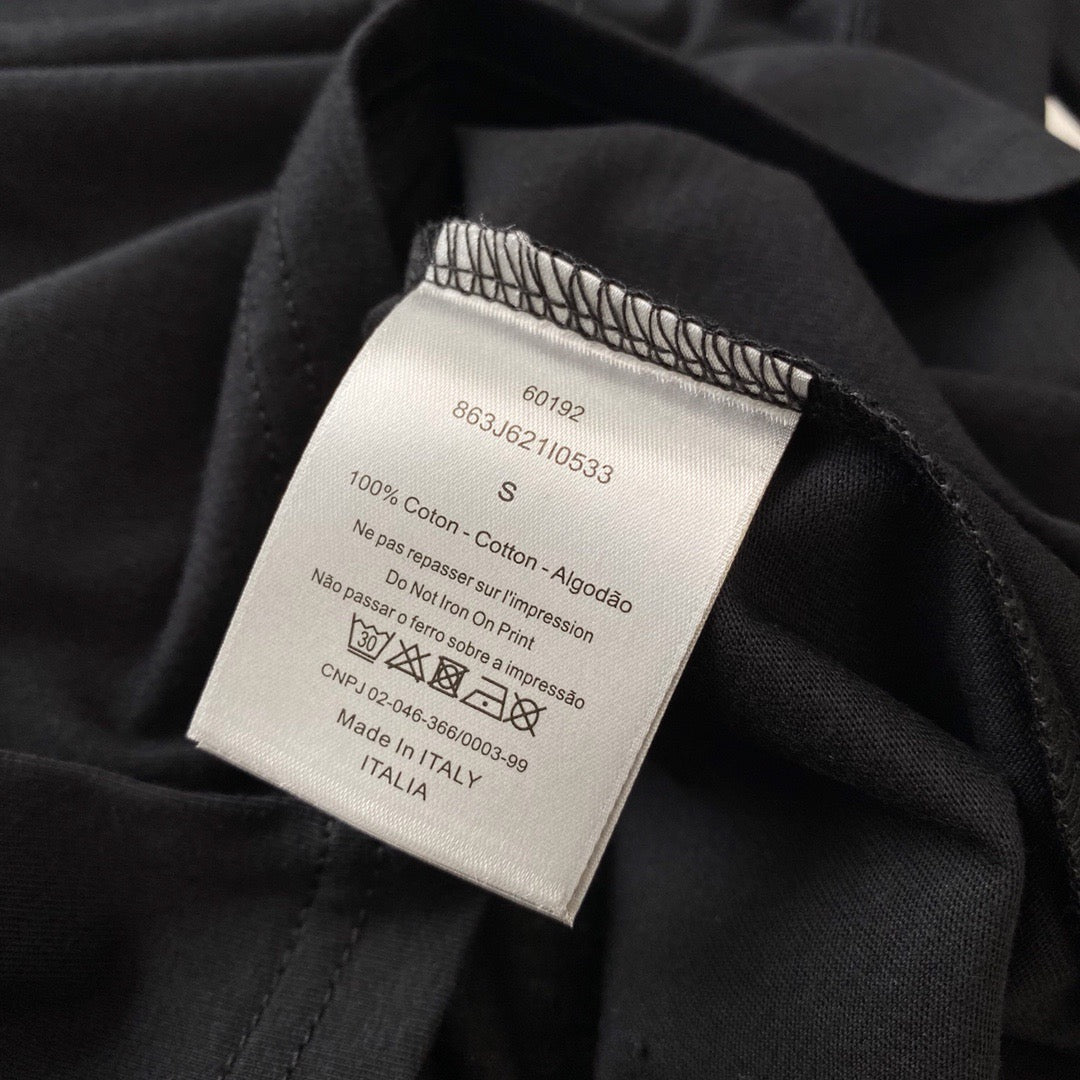 60192
863J621I0533
S
100% Coton - Cotton - Algodão
Ne pas repasser sur l'impression
Do Not Iron On Print
Não passar o ferro sobre a impressão
30
CNPJ 02-046-366/0003-99
Made In ITALY
ITALIA